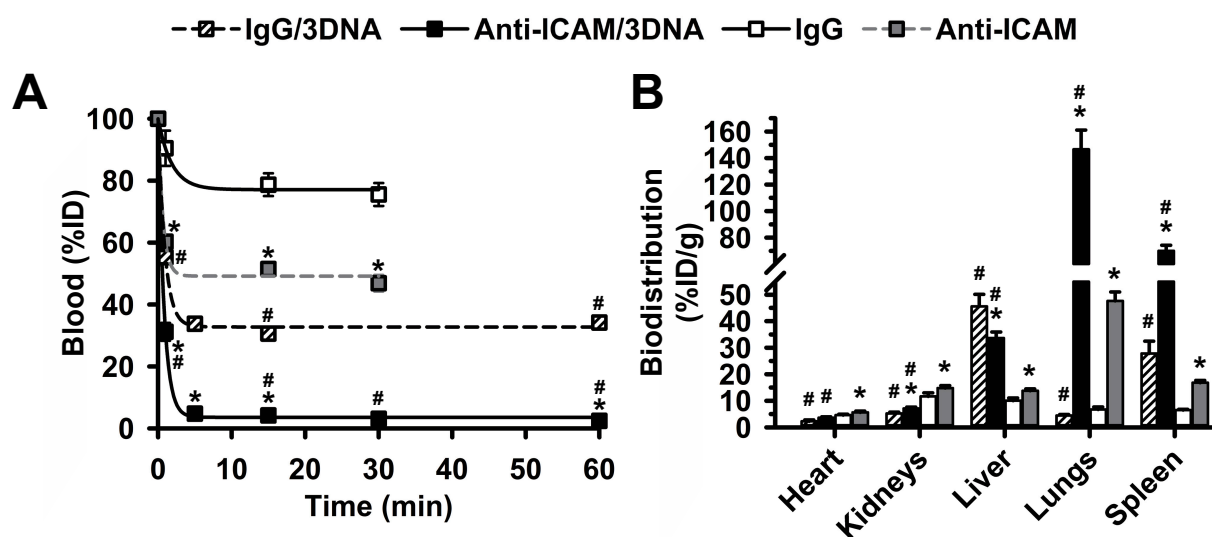 IgG/3DNA Anti-ICAM/3DNA IgG Anti-ICAM
A
Blood (%ID)
100
80
60
40
20
0
* # * # * * # * # * * # # # *
0 10 20 30 40 50 60
Time (min)
B
Biodistribution
(%ID/g)
160
140
120
100
80
50
40
30
20
10
0
# # * # # * * # # * * # # * * # # * *
Heart Kidneys Liver Lungs Spleen